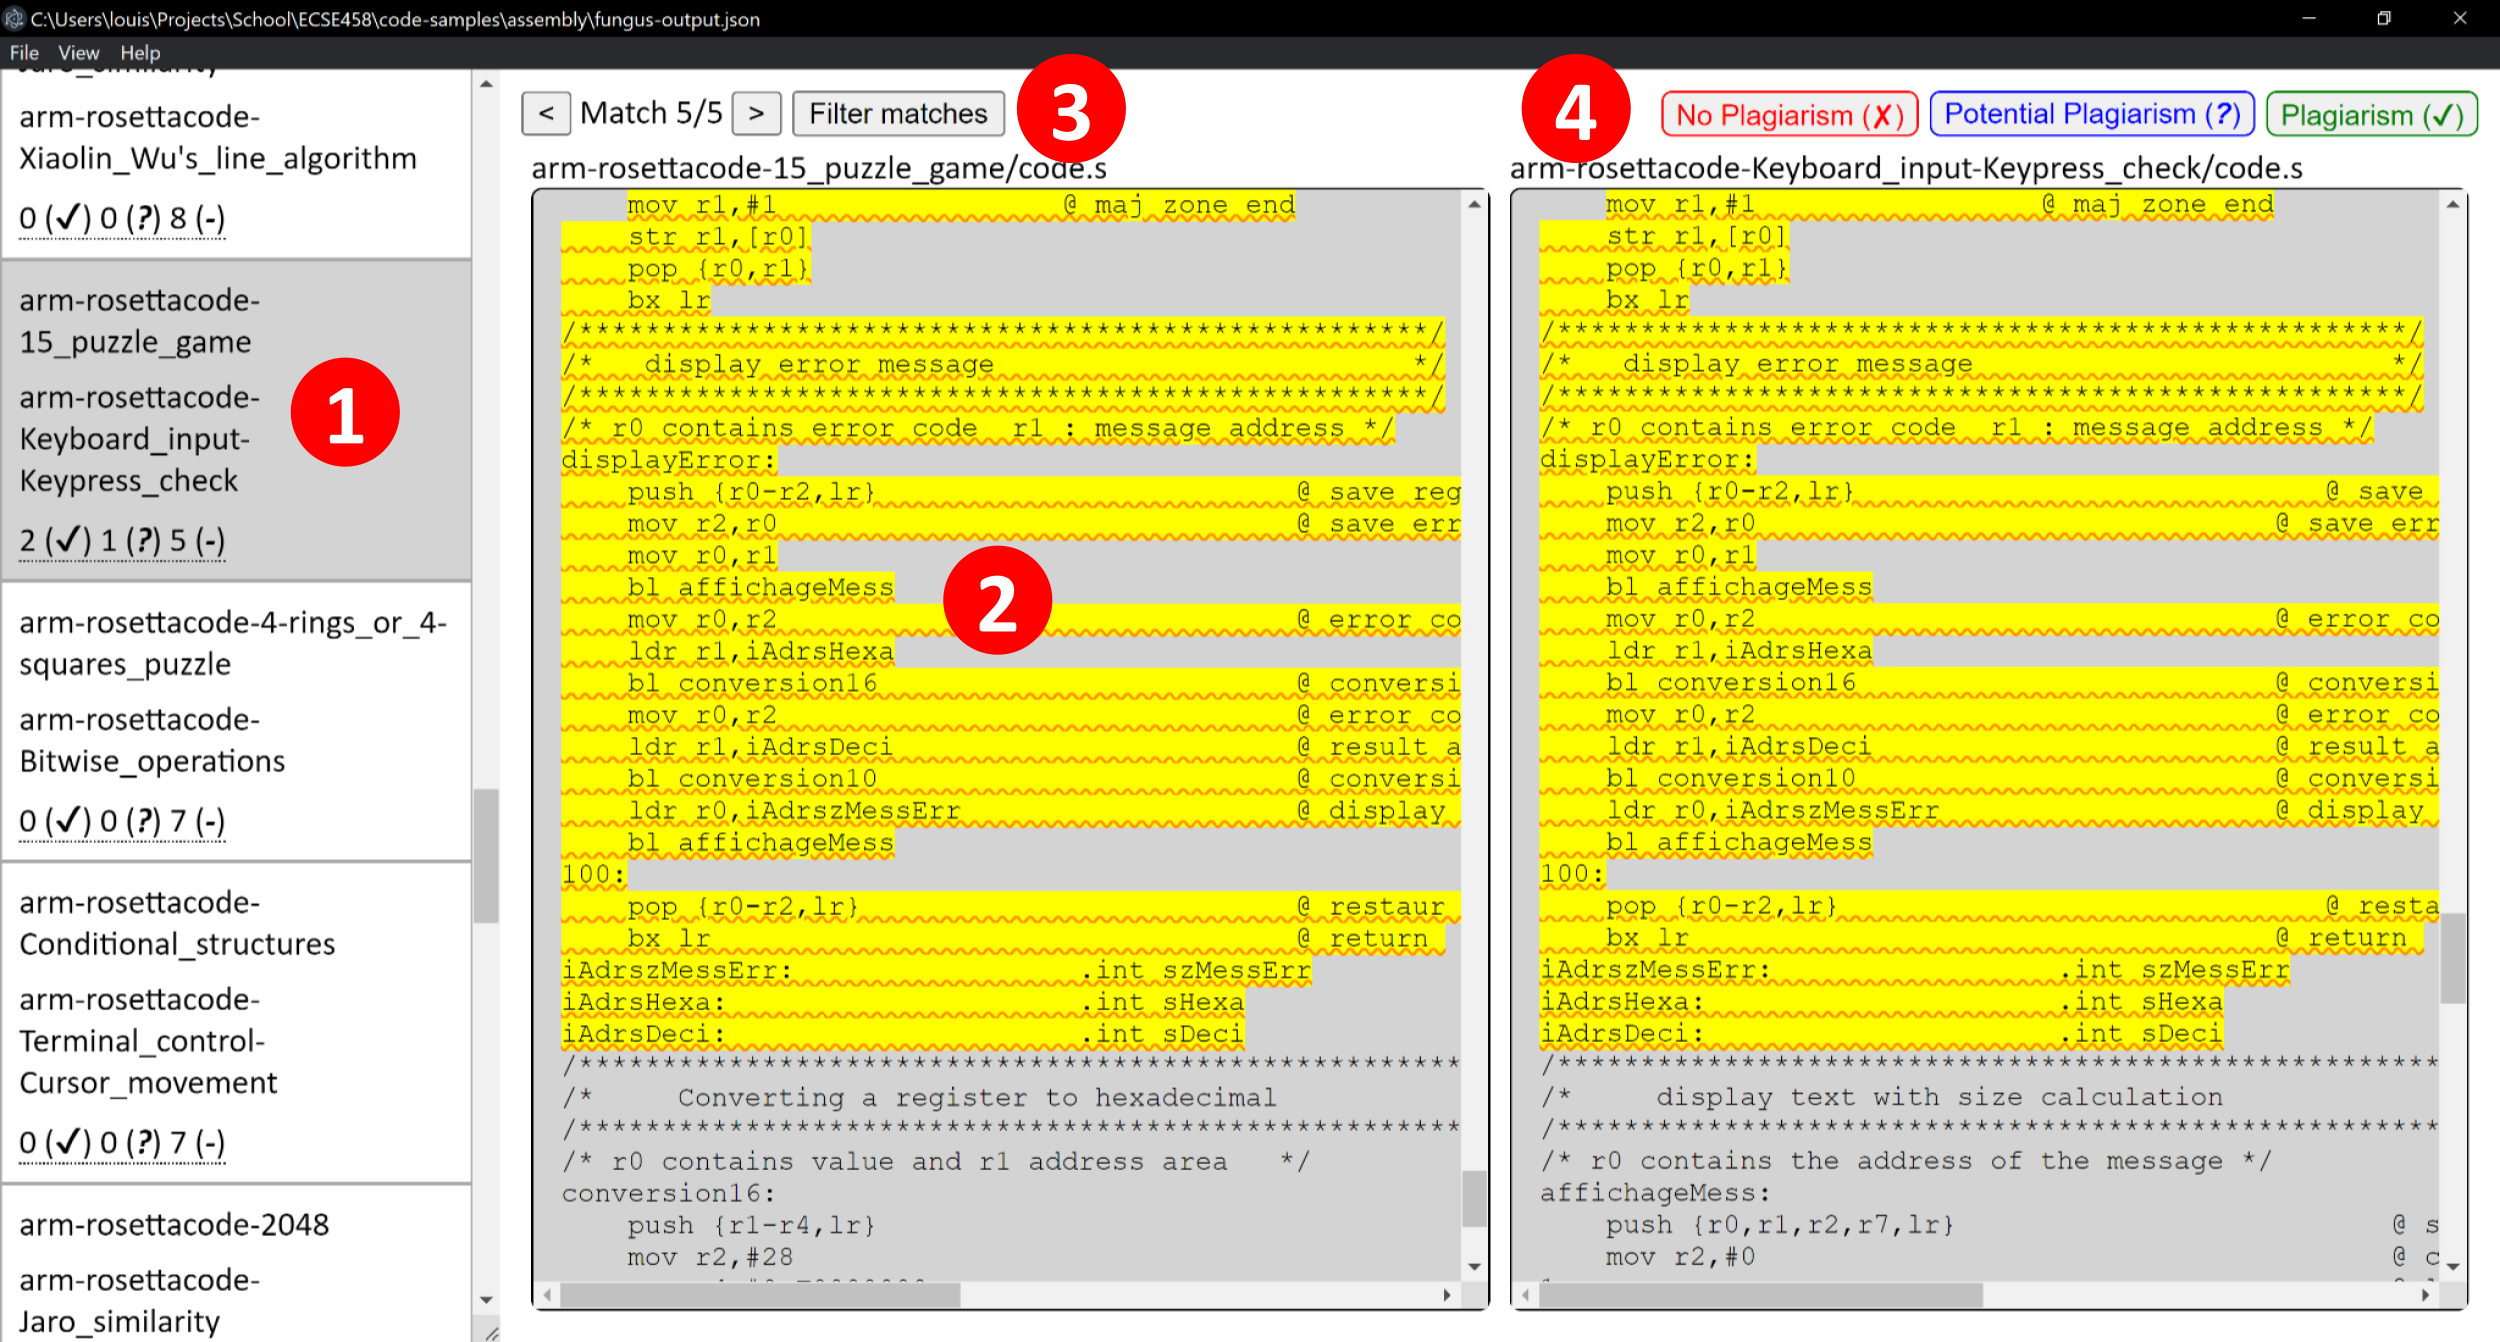 C:\Users\louis\Projects\School\ECSE458\code-samples\assembly\fungus-output.json
File View Help
Jaro_similarity
arm-rosettacode-
Xiaolin_Wu's_line_algorithm
0 (✓) 0 (?) 8 (-)
arm-rosettacode-
15_puzzle_game
arm-rosettacode-
Keyboard_input-
Keypress_check
2 (✓) 1 (?) 5 (-)
1
arm-rosettacode-4-rings_or_4-
squares_puzzle
arm-rosettacode-
Bitwise_operations
0 (✓) 0 (?) 7 (-)
arm-rosettacode-
Conditional_structures
arm-rosettacode-
Terminal_control-
Cursor_movement
0 (✓) 0 (?) 7 (-)
arm-rosettacode-2048
arm-rosettacode-
Jaro_similarity
< Match 5/5 > Filter matches
3
4
No Plagiarism (✗) Potential Plagiarism (?) Plagiarism (✓)
arm-rosettacode-15_puzzle_game/code.s
mov r1,#1 @ maj zone end
str r1,[r0]
pop {r0,r1}
bx lr
/***************************************************/
/*   display error message                         */
/***************************************************/
/* r0 contains error code  r1 : message address */
displayError:
push {r0-r2,lr} @ save reg
mov r2,r0 @ save err
mov r0,r1
bl affichageMess
2
mov r0,r2 @ error co
ldr r1,iAdrsHexa
bl conversion16 @ conversi
mov r0,r2 @ error co
ldr r1,iAdrsDeci @ result a
bl conversion10 @ conversi
ldr r0,iAdrszMessErr @ display
bl affichageMess
100:
pop {r0-r2,lr} @ restaur
bx lr @ return
iAdrszMessErr: .int szMessErr
iAdrsHexa: .int sHexa
iAdrsDeci: .int sDeci
/*****************************************************
/*     Converting a register to hexadecimal
/*****************************************************
/* r0 contains value and r1 address area   */
conversion16:
push {r1-r4,lr}
mov r2,#28
arm-rosettacode-Keyboard_input-Keypress_check/code.s
mov r1,#1 @ maj zone end
str r1,[r0]
pop {r0,r1}
bx lr
/***************************************************/
/*   display error message                         */
/***************************************************/
/* r0 contains error code  r1 : message address */
displayError:
push {r0-r2,lr} @ save
mov r2,r0 @ save err
mov r0,r1
bl affichageMess
mov r0,r2 @ error co
ldr r1,iAdrsHexa
bl conversion16 @ conversi
mov r0,r2 @ error co
ldr r1,iAdrsDeci @ result a
bl conversion10 @ conversi
ldr r0,iAdrszMessErr @ display
bl affichageMess
100:
pop {r0-r2,lr} @ resta
bx lr @ return
iAdrszMessErr: .int szMessErr
iAdrsHexa: .int sHexa
iAdrsDeci: .int sDeci
/*****************************************************
/*     display text with size calculation
/*****************************************************
/* r0 contains the address of the message */
affichageMess:
push {r0,r1,r2,r7,lr} @ s
mov r2,#0 @ c